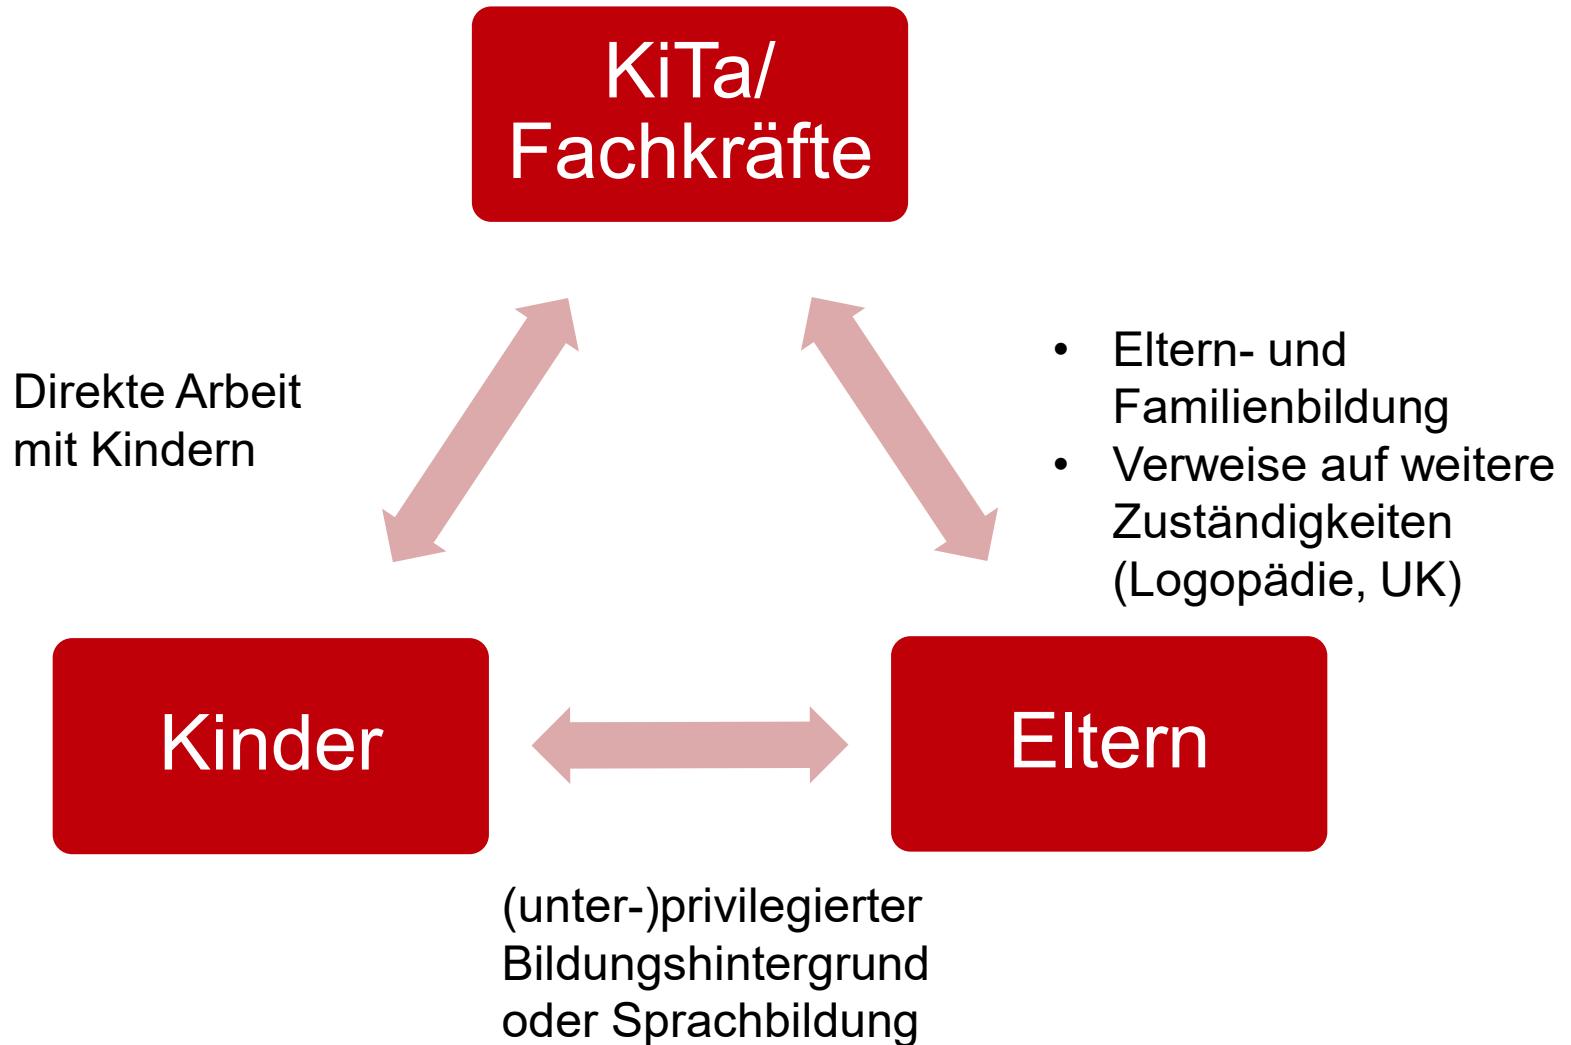 KiTa/
Fachkräfte
Direkte Arbeit
mit Kindern
• Eltern- und
Familienbildung
• Verweise auf weitere
Zuständigkeiten
(Logopädie, UK)
Kinder
Eltern
(unter-)privilegierter
Bildungshintergrund
oder Sprachbildung